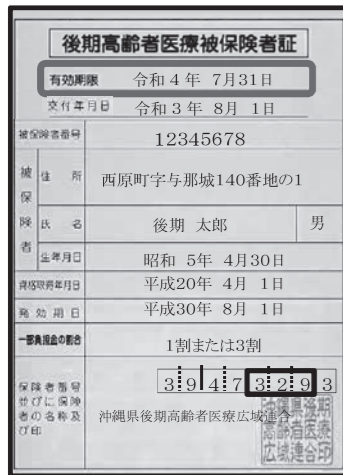 後期高齢者医療被保険者証
有効期限 令和4年 7月31日
交付年月日 令和3年 8月 1日
被保険者番号 12345678
被保険者
住所 西原町字与那城140番地の1
氏名 後期 太郎 男
生年月日 昭和 5年 4月30日
資格取得年月日 平成20年 4月 1日
発効期日 平成30年 8月 1日
一部負担金の割合 1割または3割
保険者番号 39473293
並びに保険
者の名称及
び印
沖縄県後期高齢者医療広域連合
沖縄県後期
高齢者医療
広域連合印